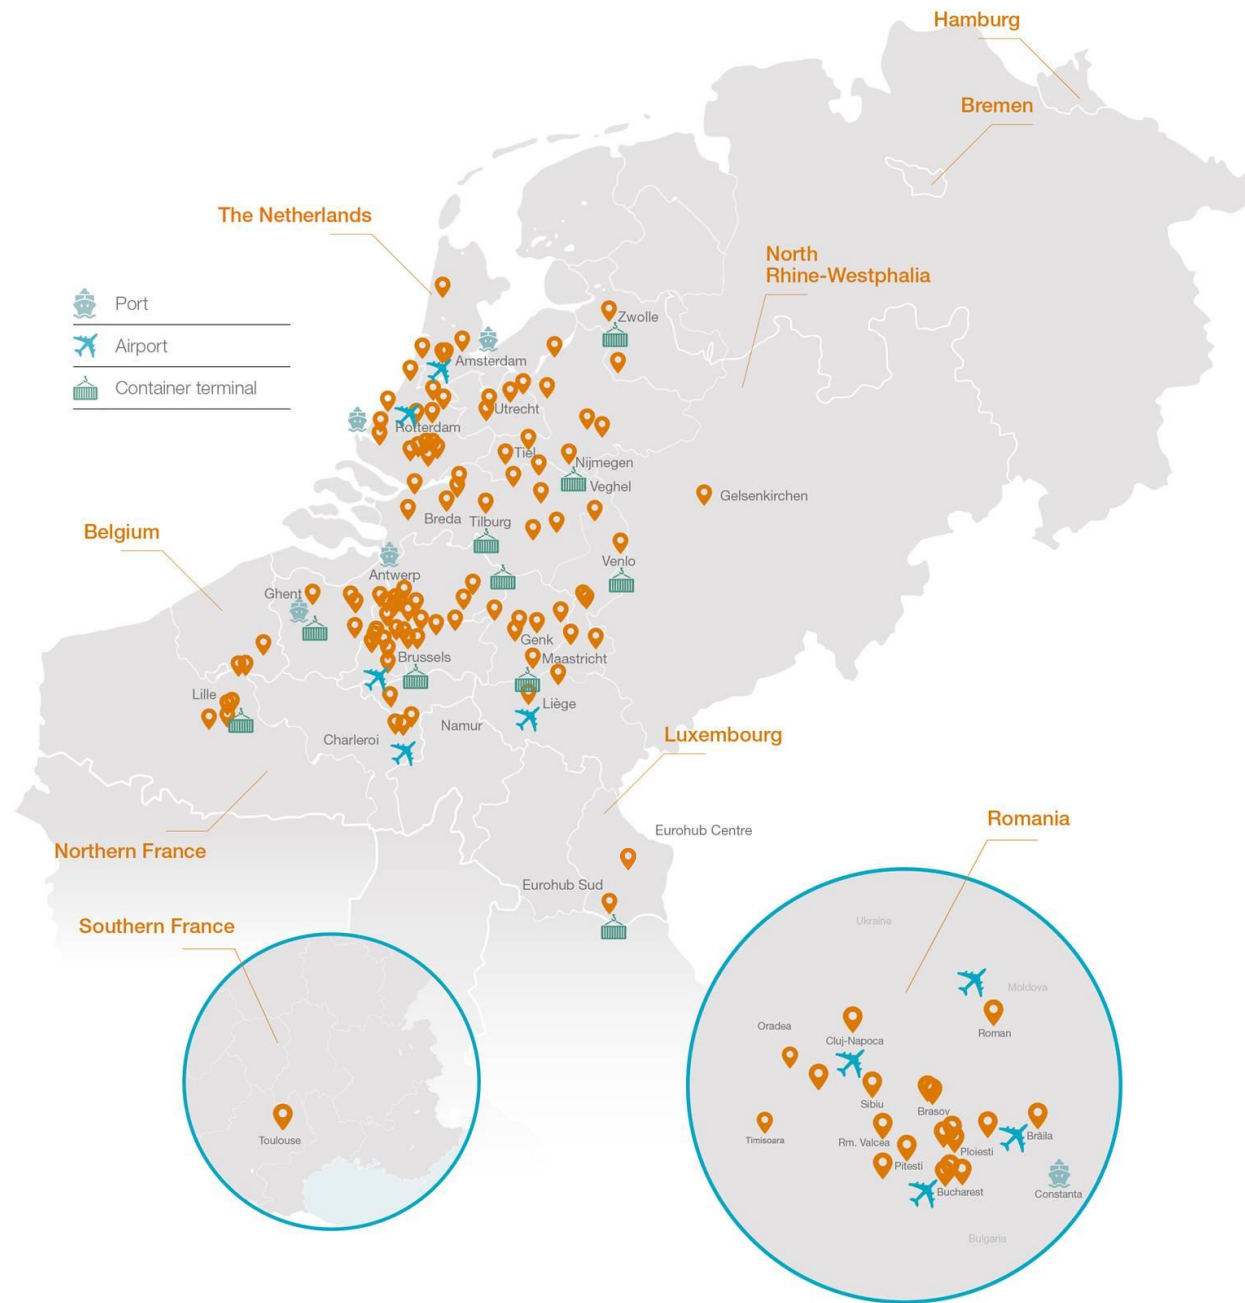 Hamburg
Bremen
The Netherlands
North
Rhine-Westphalia
Port
Airport
Container terminal
Zwolle
Amsterdam
Utrecht
Rotterdam
Tiel
Nijmegen
Veghel
Gelsenkirchen
Breda
Tilburg
Belgium
Venlo
Antwerp
Ghent
Genk
Brussels
Maastricht
Lille
Liège
Namur
Charleroi
Luxembourg
Eurohub Centre
Northern France
Romania
Eurohub Sud
Southern France
Ukraine
Moldova
Roman
Oradea
Cluj-Napoca
Sibiu
Brasov
Timisoara
Rm. Valcea
Brăila
Ploiesti
Pitesti
Toulouse
Bucharest
Constanta
Bulgaria